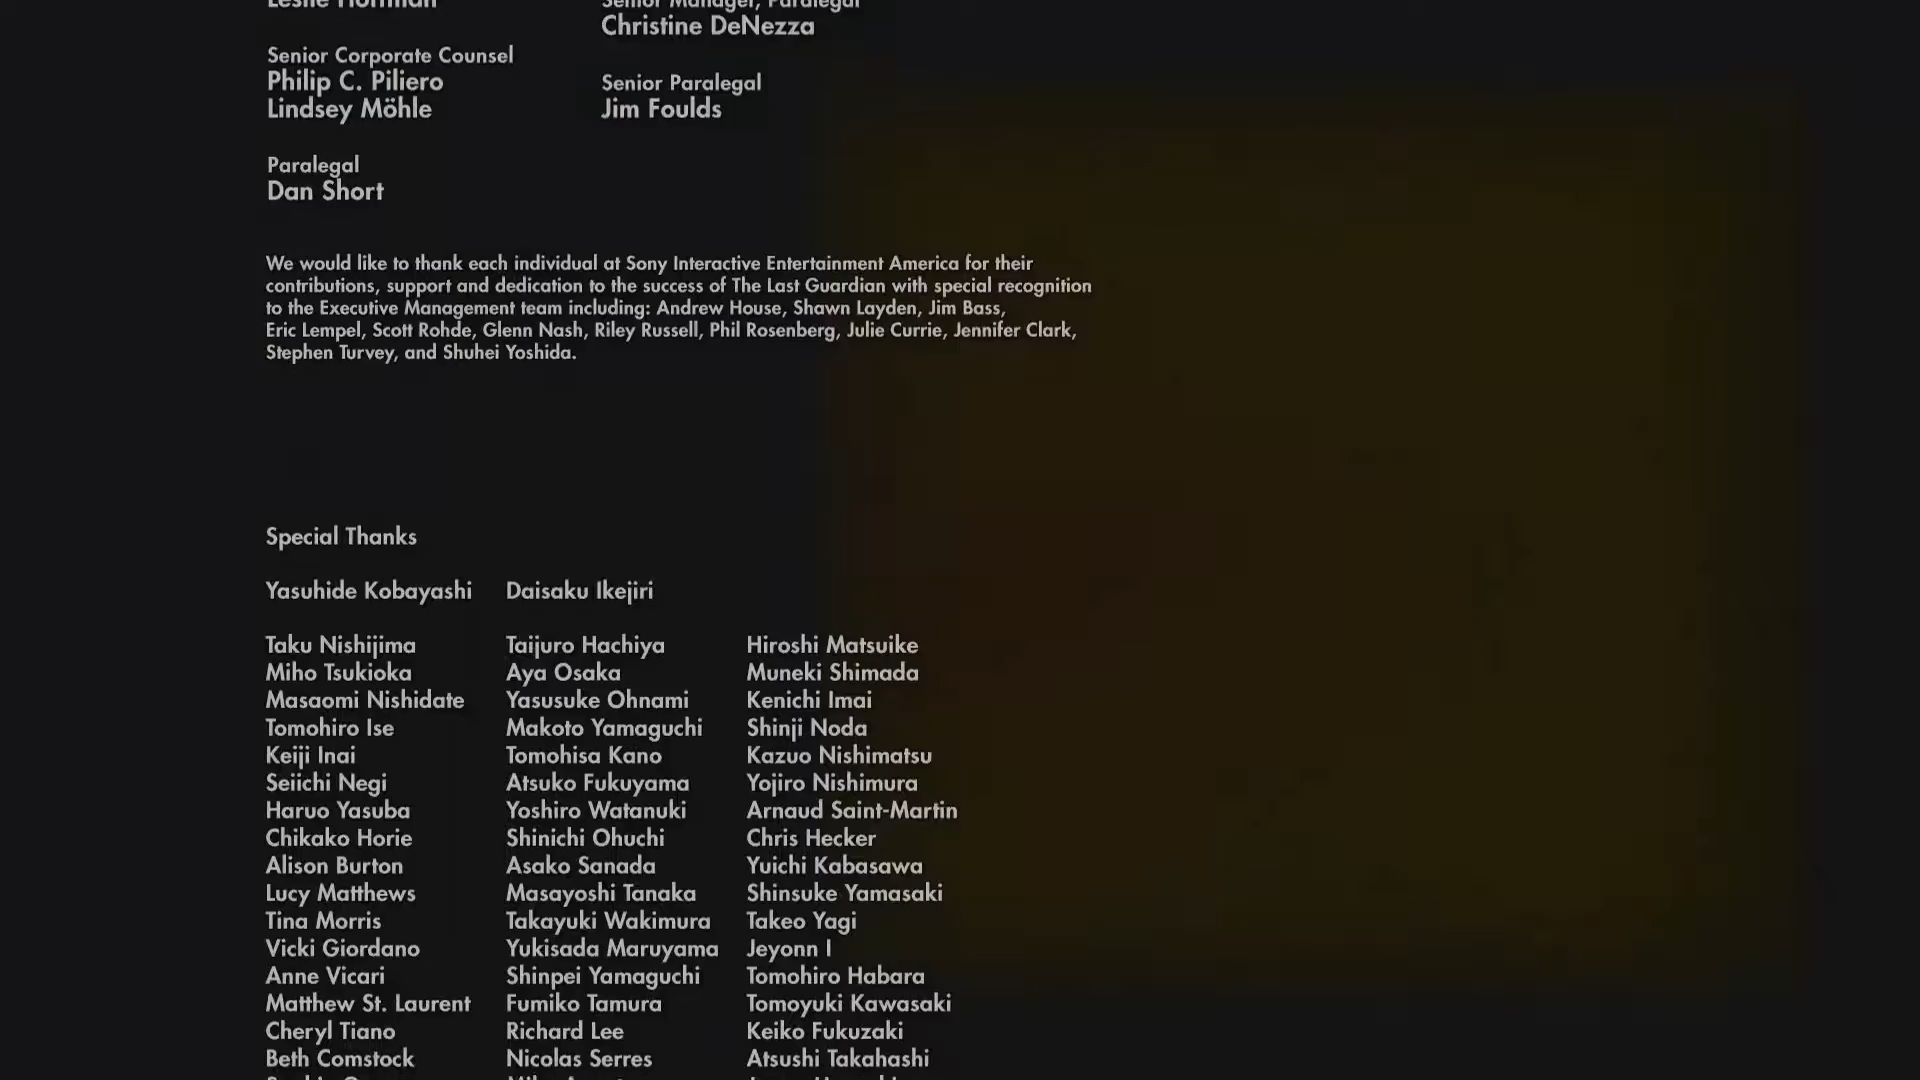 Senior Manager, Paralegal
Christine DeNezza
Senior Corporate Counsel
Philip C. Piliero
Lindsey Möhle
Senior Paralegal
Jim Foulds
Paralegal
Dan Short
We would like to thank each individual at Sony Interactive Entertainment America for their
contributions, support and dedication to the success of The Last Guardian with special recognition
to the Executive Management team including: Andrew House, Shawn Layden, Jim Bass,
Eric Lempel, Scott Rohde, Glenn Nash, Riley Russell, Phil Rosenberg, Julie Currie, Jennifer Clark,
Stephen Turvey, and Shuhei Yoshida.
Special Thanks
Yasuhide Kobayashi Daisaku Ikejiri
Taku Nishijima Taijuro Hachiya Hiroshi Matsuike
Miho Tsukioka Aya Osaka Muneki Shimada
Masaomi Nishidate Yasusuke Ohnami Kenichi Imai
Tomohiro Ise Makoto Yamaguchi Shinji Noda
Keiji Inai Tomohisa Kano Kazuo Nishimatsu
Seiichi Negi Atsuko Fukuyama Yojiro Nishimura
Haruo Yasuba Yoshiro Watanuki Arnaud Saint-Martin
Chikako Horie Shinichi Ohuchi Chris Hecker
Alison Burton Asako Sanada Yuichi Kabasawa
Lucy Matthews Masayoshi Tanaka Shinsuke Yamasaki
Tina Morris Takayuki Wakimura Takeo Yagi
Vicki Giordano Yukisada Maruyama Jeyonn I
Anne Vicari Shinpei Yamaguchi Tomohiro Habara
Matthew St. Laurent Fumiko Tamura Tomoyuki Kawasaki
Cheryl Tiano Richard Lee Keiko Fukuzaki
Beth Comstock Nicolas Serres Atsushi Takahashi